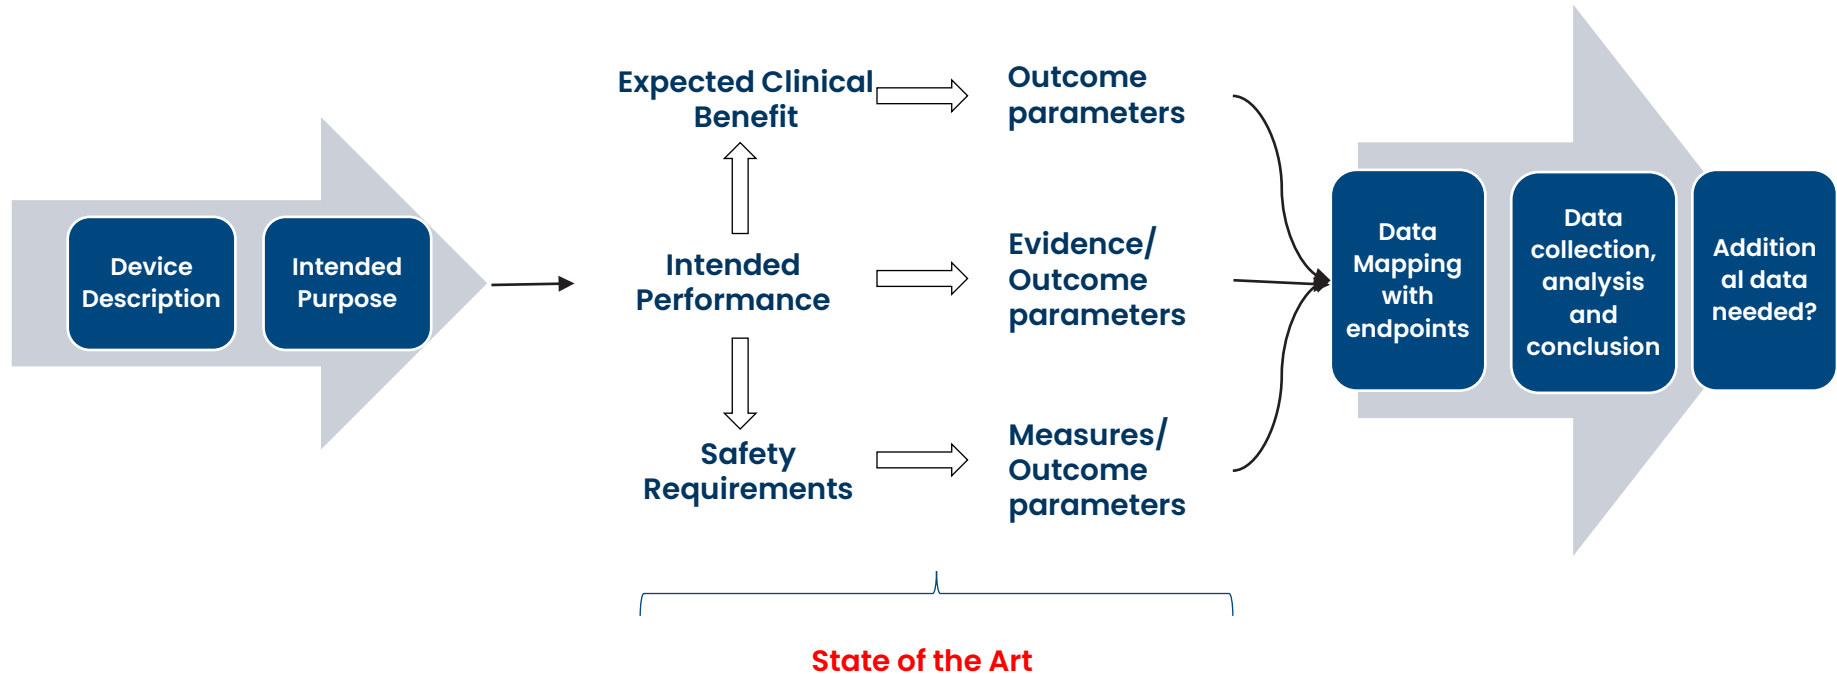 Device
Description
Intended
Purpose
Expected Clinical
Benefit
Intended
Performance
Safety
Requirements
Outcome
parameters
Evidence/
Outcome
parameters
Measures/
Outcome
parameters
Data
Mapping
with
endpoints
Data
collection,
analysis
and
conclusion
Addition
al data
needed?
State of the Art